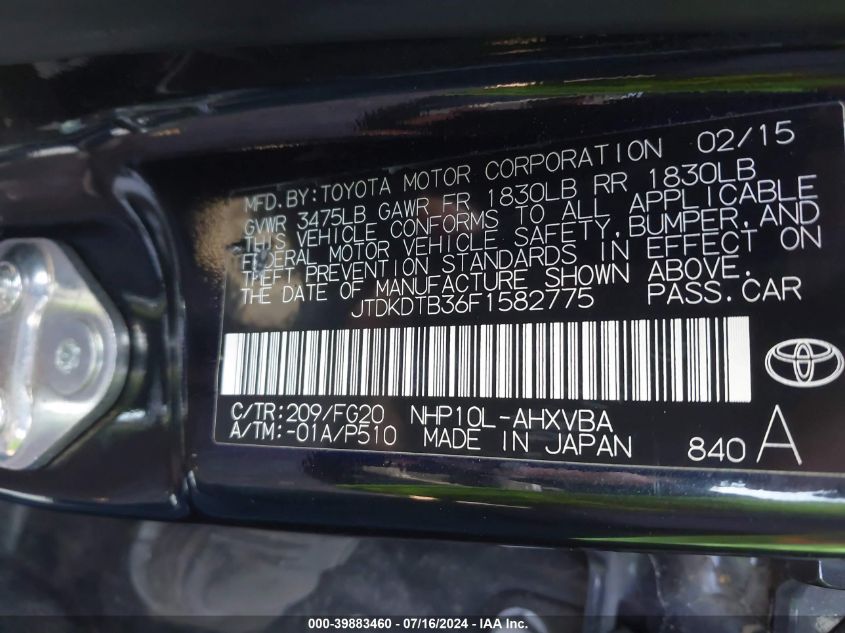 MFD.BY:TOYOTA MOTOR CORPORATION 02/15
GVWR 3475LB GAWR FR 1830LB RR 1830LB
THIS VEHICLE CONFORMS TO ALL APPLICABLE
FEDERAL MOTOR VEHICLE SAFETY,BUMPER,AND
THEFT PREVENTION STANDARDS IN EFFECT ON
THE DATE OF MANUFACTURE SHOWN ABOVE.
JTDKDTB36F1582775 PASS.CAR
C/TR:209/FG20 NHP10L-AHXVBA
A/TM:-01A/P510 MADE IN JAPAN 840 A
000-39883460 / 07/16/2024 - IAA Inc.